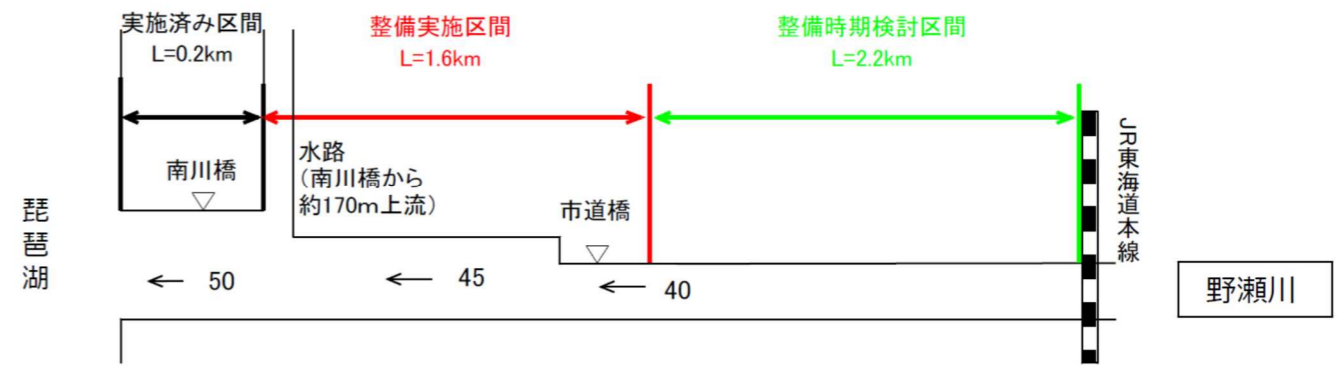 実施済み区間
L=0.2km
整備実施区間
L=1.6km
整備時期検討区間
L=2.2km
南川橋
水路
(南川橋から
約170m上流)
市道橋
JR東海道本線
琵琶湖
← 50
← 45
← 40
野瀬川